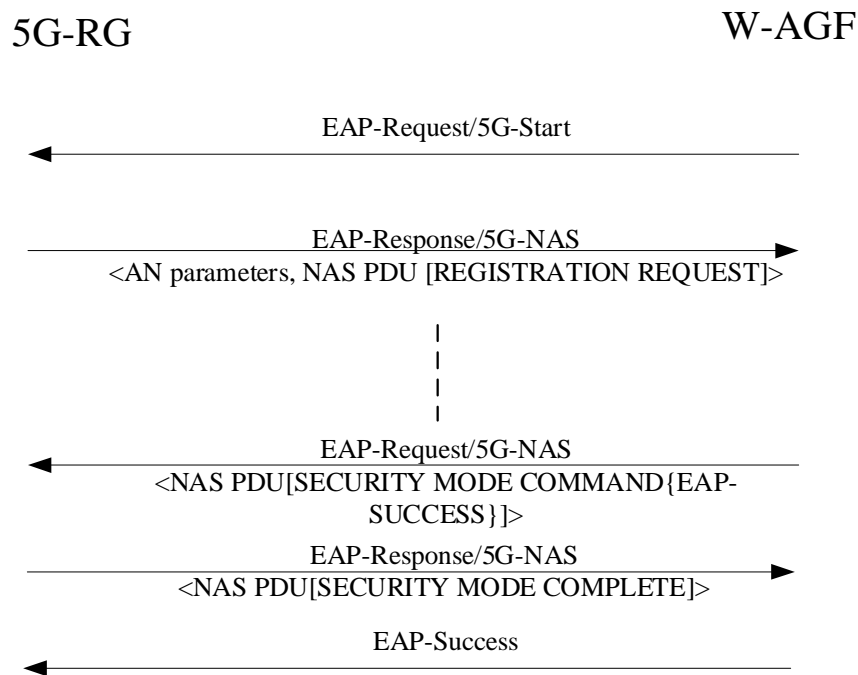 5G-RG
W-AGF
EAP-Request/5G-Start
EAP-Response/5G-NAS
<AN parameters, NAS PDU [REGISTRATION REQUEST]>
EAP-Request/5G-NAS
<NAS PDU[SECURITY MODE COMMAND{EAP-
SUCCESS}]>
EAP-Response/5G-NAS
<NAS PDU[SECURITY MODE COMPLETE]>
EAP-Success